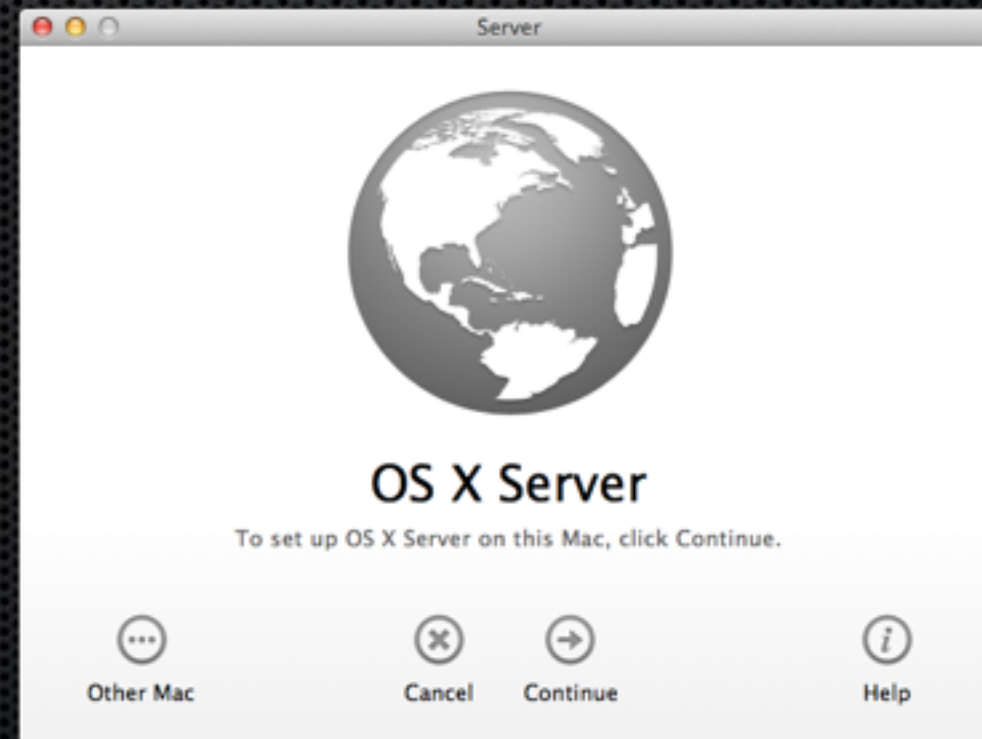 Server
OS X Server
To set up OS X Server on this Mac, click Continue.
Other Mac Cancel Continue Help